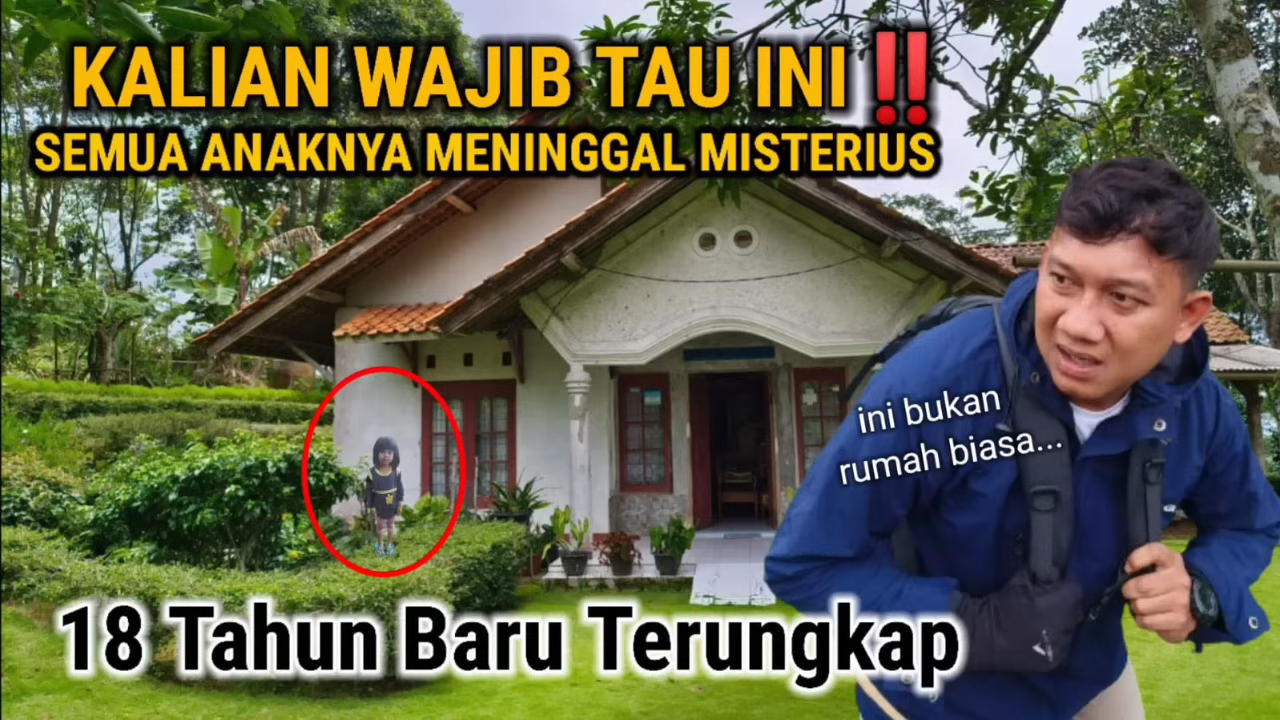 KALIAN WAJIB TAU INI‼️
SEMUA ANAKNYA MENINGGAL MISTERIUS
ini bukan
rumah biasa...
18 Tahun Baru Terungkap